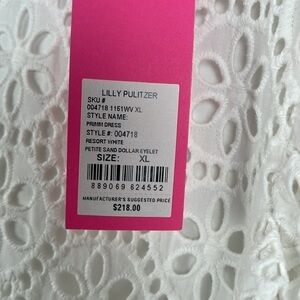 LILLY PULITZER
SKU #
004718 1151WV XL
STYLE NAME:
PRIMM DRESS
STYLE #: 004718
RESORT WHITE
PETITE SAND DOLLAR EYELET
SIZE: XL
889069 624552
MANUFACTURER'S SUGGESTED PRICE
$218.00